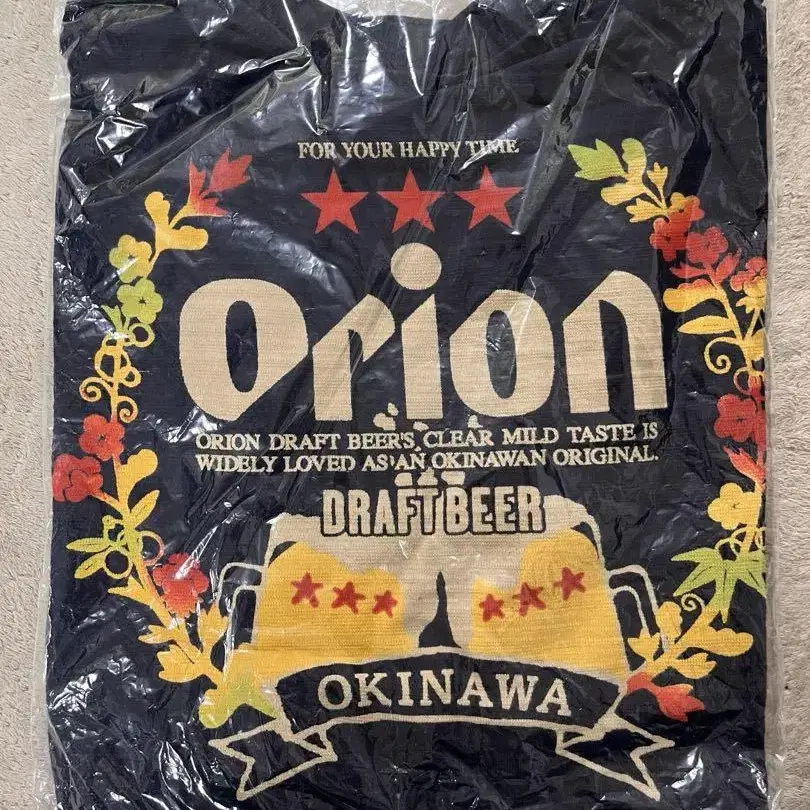 FOR YOUR HAPPY TIME
Orion
ORION DRAFT BEER'S CLEAR MILD TASTE IS
WIDELY LOVED AS AN OKINAWAN ORIGINAL.
DRAFT BEER
OKINAWA